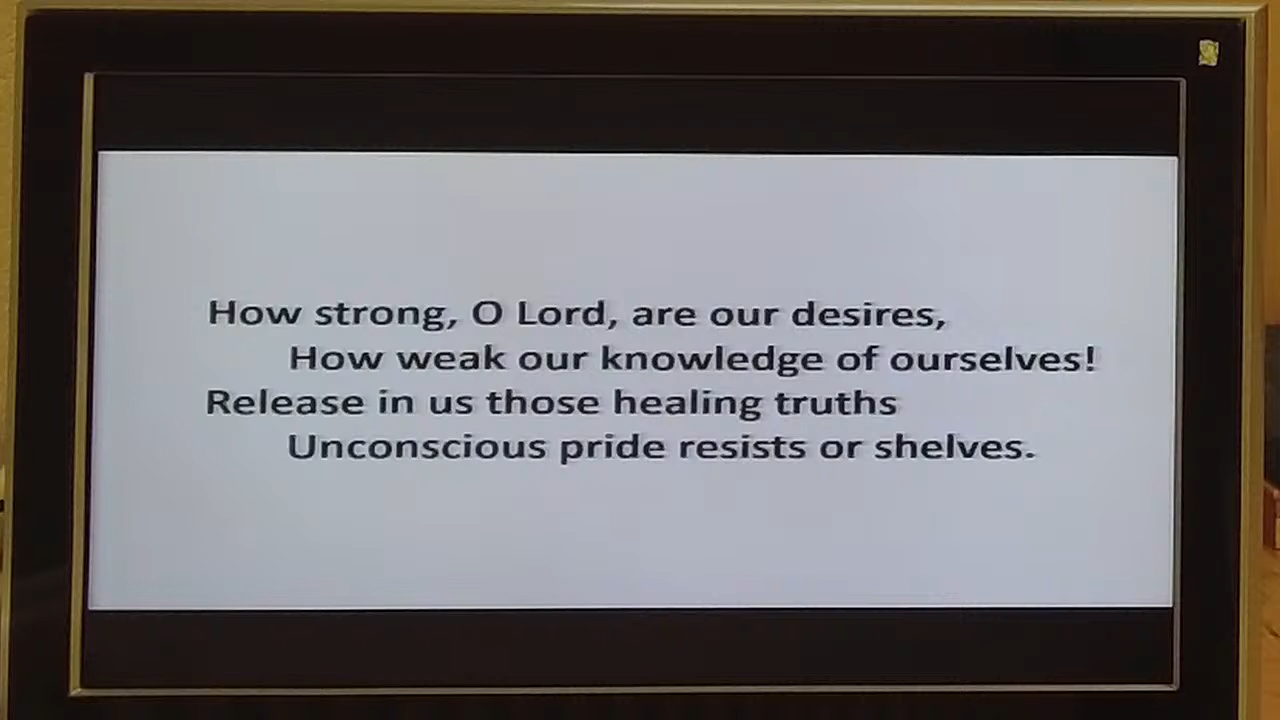 How strong, O Lord, are our desires,
How weak our knowledge of ourselves!
Release in us those healing truths
Unconscious pride resists or shelves.